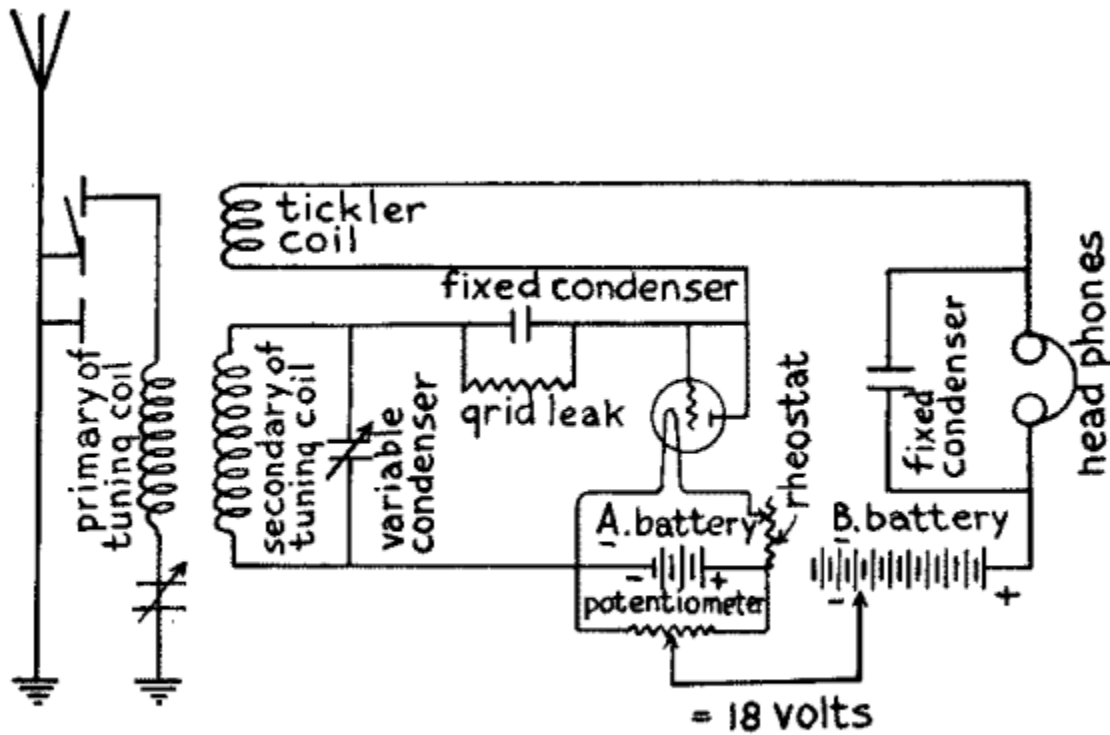 tickler
coil
fixed condenser
grid leak
primary of
tuning coil
secondary of
tuning coil
variable
condenser
rheostat
fixed
condenser
head phones
A. battery
-
- +
potentiometer
B. battery
-
- +
= 18 volts